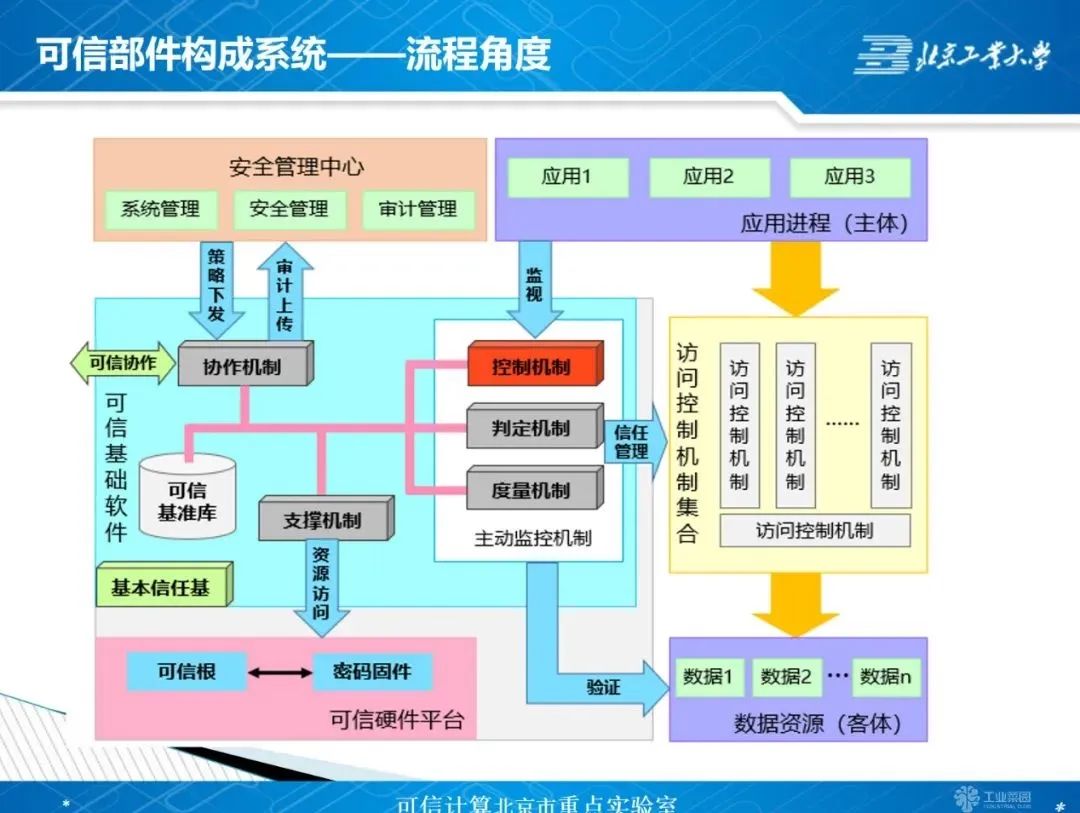 可信部件构成系统——流程角度
北京工业大学
安全管理中心
系统管理
安全管理
审计管理
应用1
应用2
应用3
应用进程（主体）
策略下发
审计上传
监视
可信协作
协作机制
可信基础软件
可信
基准库
支撑机制
基本信任基
控制机制
判定机制
度量机制
主动监控机制
信任
管理
访问控制机制集合
访问控制机制
访问控制机制
······
访问控制机制
访问控制机制
资源访问
可信根
密码固件
可信硬件平台
验证
数据1
数据2
···
数据n
数据资源（客体）
*
可信计算北京市重点实验室
工业菜园
*